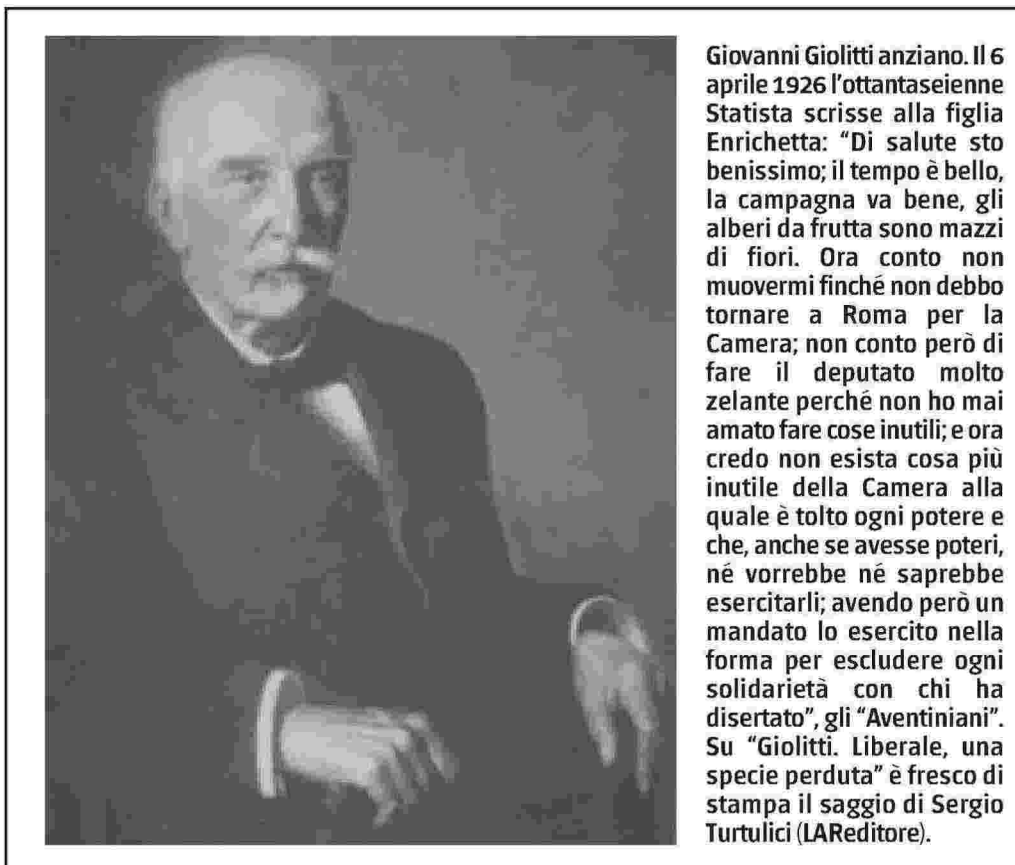 Giovanni Giolitti anziano. Il 6
aprile 1926 l'ottantaseienne
Statista scrisse alla figlia
Enrichetta: “Di salute sto
benissimo; il tempo è bello,
la campagna va bene, gli
alberi da frutta sono mazzi
di fiori. Ora conto non
muovermi finché non debbo
tornare a Roma per la
Camera; non conto però di
fare il deputato molto
zelante perché non ho mai
amato fare cose inutili; e ora
credo non esista cosa più
inutile della Camera alla
quale è tolto ogni potere e
che, anche se avesse poteri,
né vorrebbe né saprebbe
esercitarli; avendo però un
mandato lo esercito nella
forma per escludere ogni
solidarietà con chi ha
disertato”, gli “Aventiniani”.
Su “Giolitti. Liberale, una
specie perduta” è fresco di
stampa il saggio di Sergio
Turtulici (LAReditore).